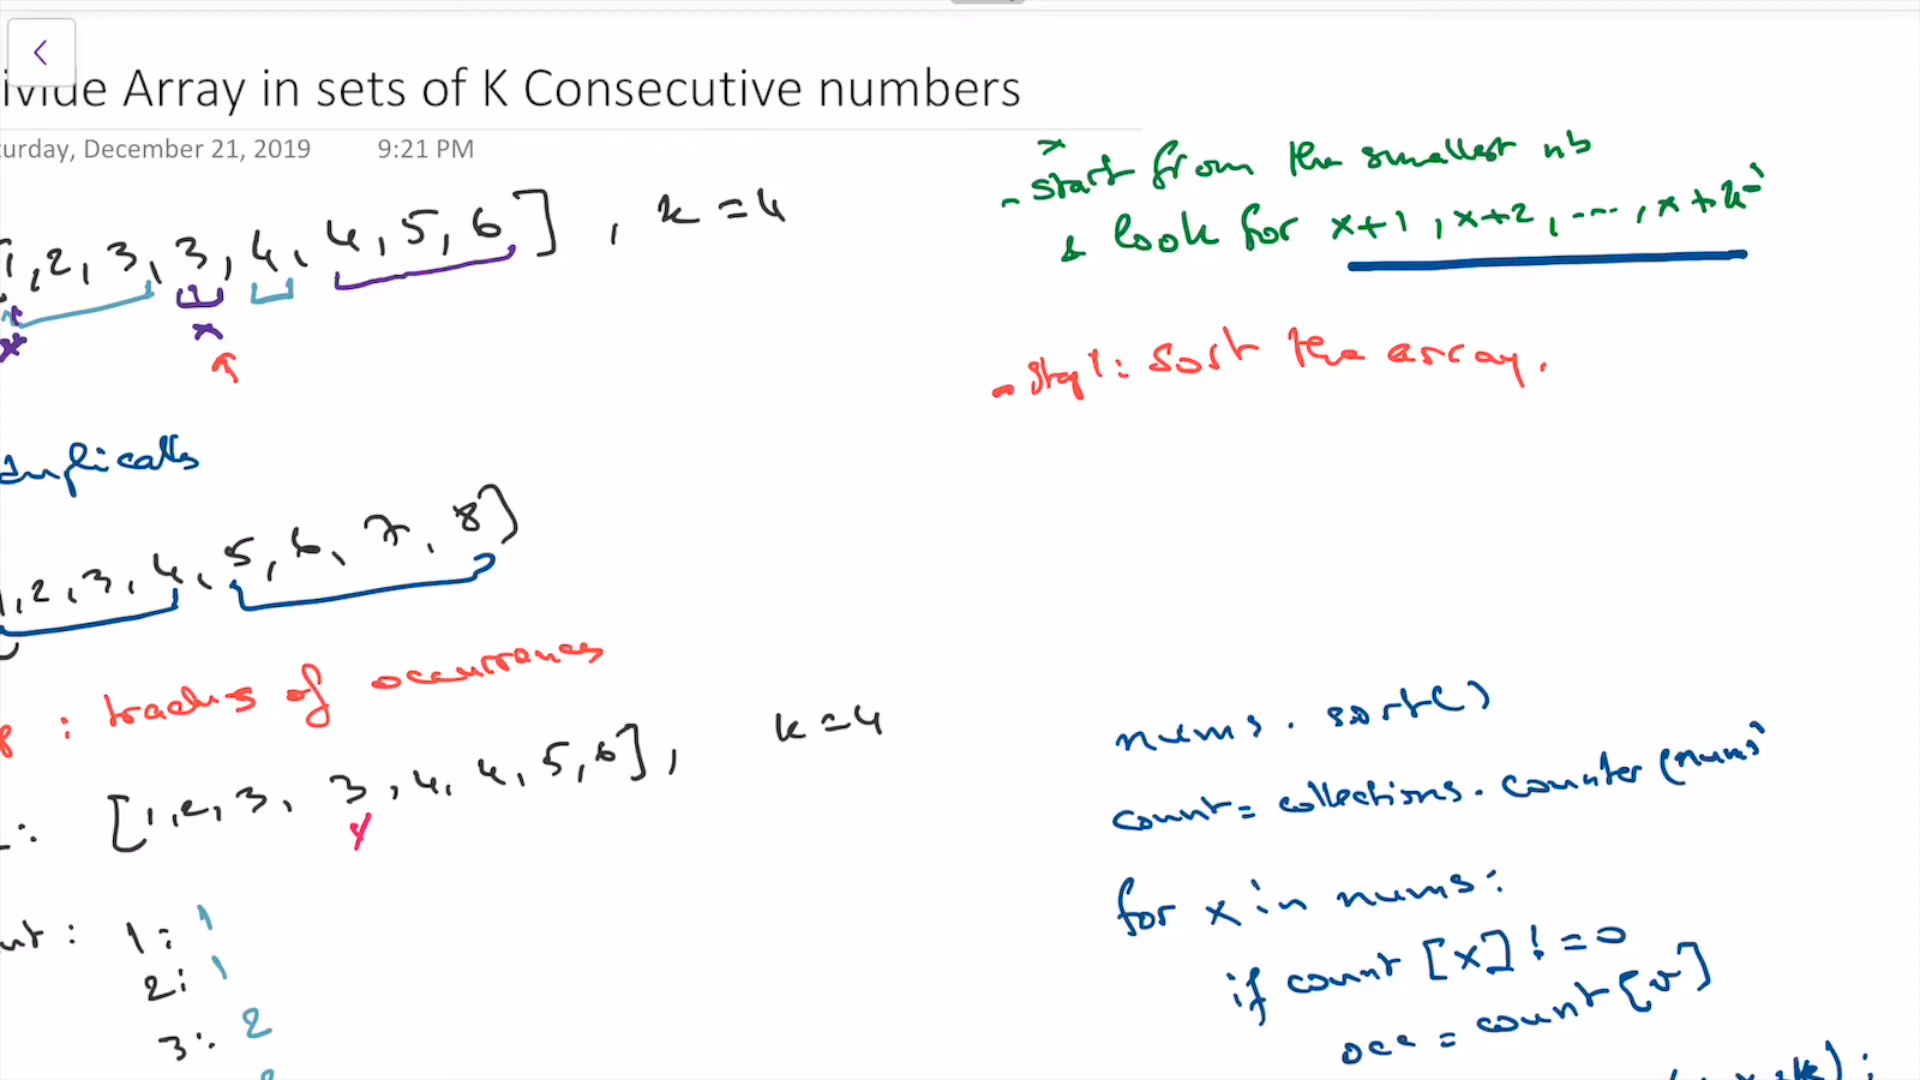 ivide Array in sets of K Consecutive numbers
turday, December 21, 2019 9:21 PM
[1, 2, 3, 3, 4, 4, 5, 6], k = 4
x
x
duplicates
1, 2, 3, 4, 5, 6, 7, 8]
: tracks of occurrences
[1, 2, 3, 3, 4, 4, 5, 6], k = 4
unt : 1 : 1
2 : 1
3 : 2
2
x
- start from the smallest nb
& look for x+1, x+2, ..., x+k-1
- Step 1: Sort the array.
nums.sort()
count = collections.counter(nums)
for x in nums:
if count [x] != 0
occ = count[v]
x+k):